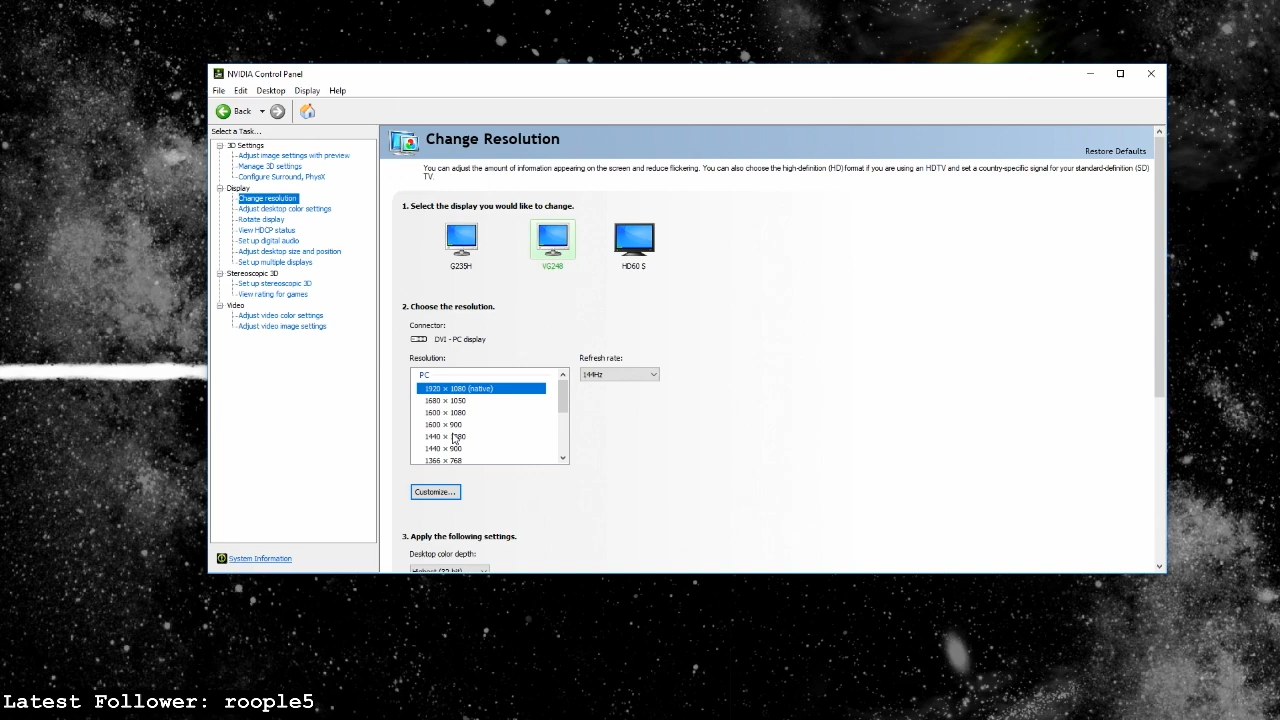 NVIDIA Control Panel
File Edit Desktop Display Help
Back
Select a Task...
3D Settings
Adjust image settings with preview
Manage 3D settings
Configure Surround, PhysX
Display
Change resolution
Adjust desktop color settings
Rotate display
View HDCP status
Set up digital audio
Adjust desktop size and position
Set up multiple displays
Stereoscopic 3D
Set up stereoscopic 3D
View rating for games
Video
Adjust video color settings
Adjust video image settings
System Information
Change Resolution
Restore Defaults
You can adjust the amount of information appearing on the screen and reduce flickering. You can also choose the high-definition (HD) format if you are using an HDTV and set a country-specific signal for your standard-definition (SD)
TV.
1. Select the display you would like to change.
G235H VG248 HD60 S
2. Choose the resolution.
Connector:
DVI - PC display
Resolution: Refresh rate:
PC
144Hz
1920 × 1080 (native)
1680 × 1050
1600 × 1080
1600 × 900
1440 ×
1440 × 900
1366 × 768
Customize...
3. Apply the following settings.
Desktop color depth:
Highest (32-bit)
Latest Follower: roople5